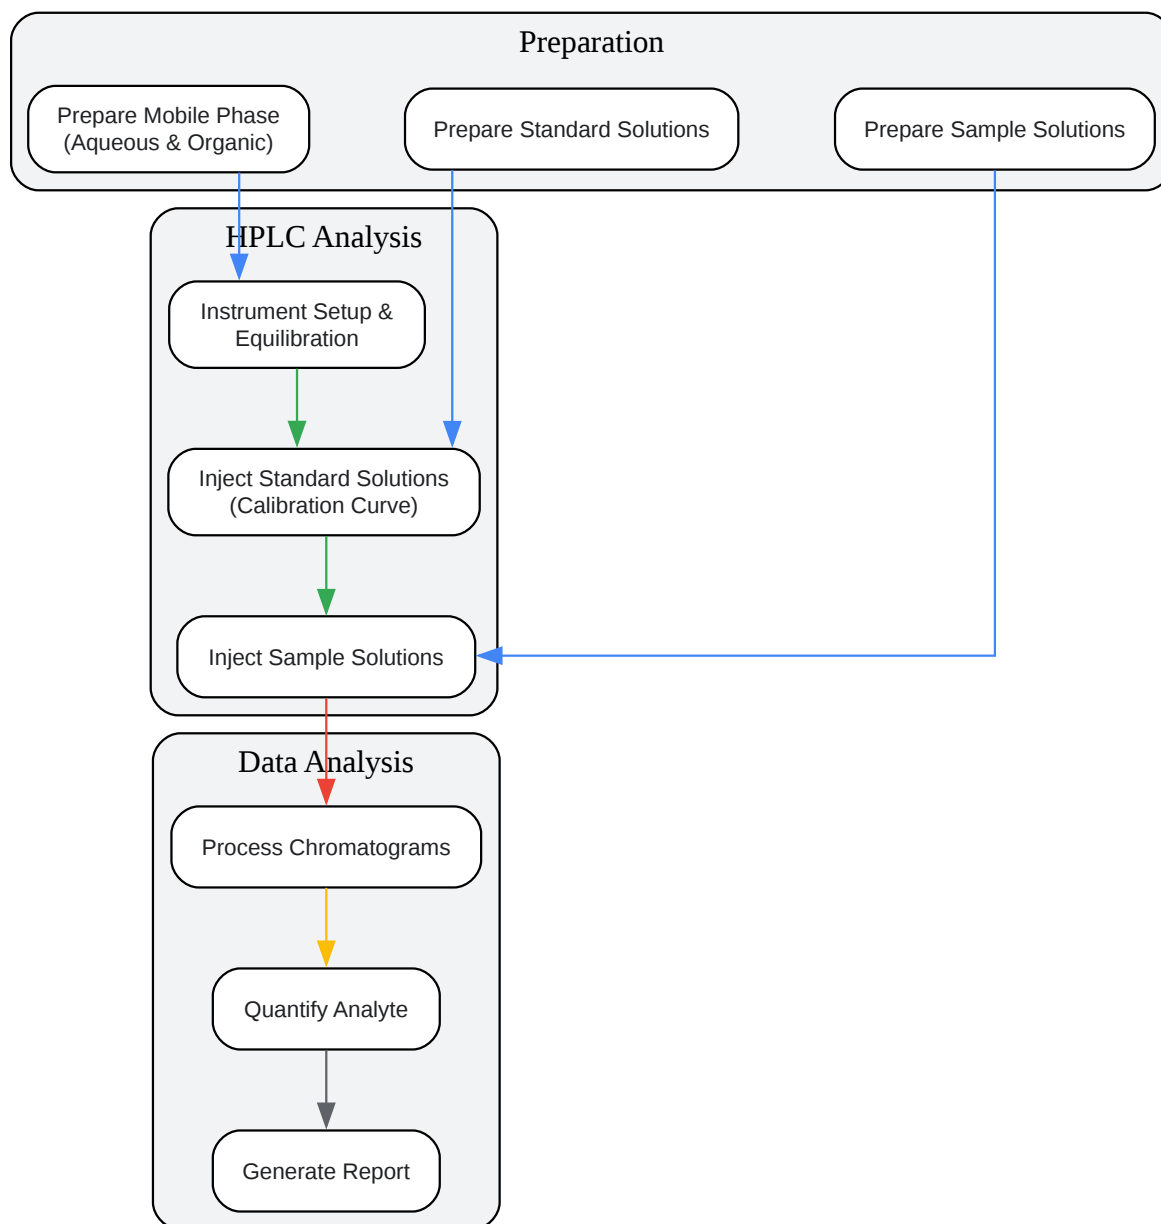 Preparation
Prepare Mobile Phase
(Aqueous & Organic)
Prepare Standard Solutions
Prepare Sample Solutions
HPLC Analysis
Instrument Setup &
Equilibration
Inject Standard Solutions
(Calibration Curve)
Inject Sample Solutions
Data Analysis
Process Chromatograms
Quantify Analyte
Generate Report